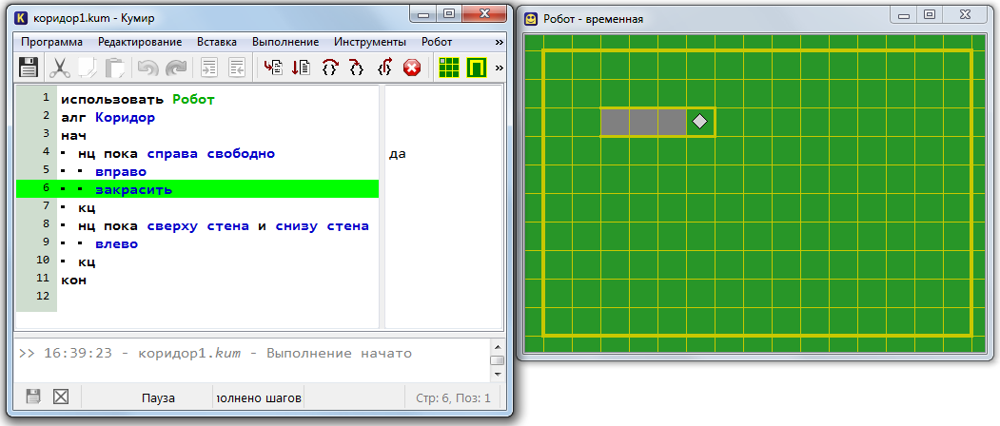 коридор1.kum - Кумир
Программа Редактирование Вставка Выполнение Инструменты Робот »
»
1 использовать Робот
2 алг Коридор
3 нач
4 нц пока справа свободно да
5 вправо
6 закрасить
7 кц
8 нц пока сверху стена и снизу стена
9 влево
10 кц
11 кон
12
>> 16:39:23 - коридор1.kum - Выполнение начато
Пауза полнено шагов Стр: 6, Поз: 1
Робот - временная